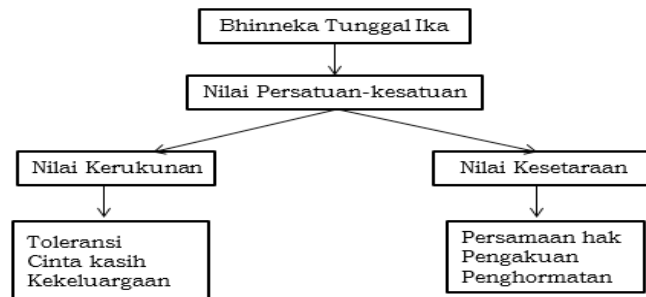 Bhinneka Tunggal Ika
Nilai Persatuan-kesatuan
Nilai Kerukunan
Nilai Kesetaraan
Toleransi
Cinta kasih
Kekeluargaan
Persamaan hak
Pengakuan
Penghormatan